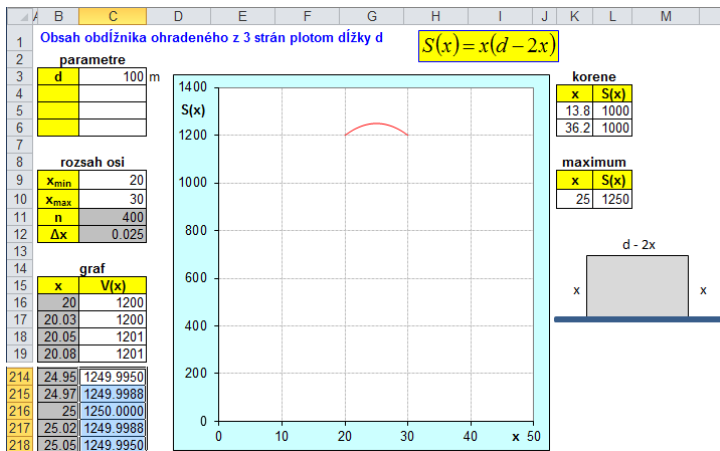 A B C D E F G H I J K L M
1 Obsah obdĺžnika ohradeného z 3 strán plotom dĺžky d S(x) = x(d − 2x)
2 parametre
3 d 100 m korene
4 x S(x)
5 13.8 1000
6 36.2 1000
7
8 rozsah osi maximum
9 xmin 20 x S(x)
10 xmax 30 25 1250
11 n 400
12 Δx 0.025
13
14 graf
15 x V(x)
16 20 1200
17 20.03 1200
18 20.05 1201
19 20.08 1201
214 24.95 1249.9950
215 24.97 1249.9988
216 25 1250.0000
217 25.02 1249.9988
218 25.05 1249.9950
1400
S(x)
1200
1000
800
600
400
200
0
0 10 20 30 40 x 50
d - 2x
x x